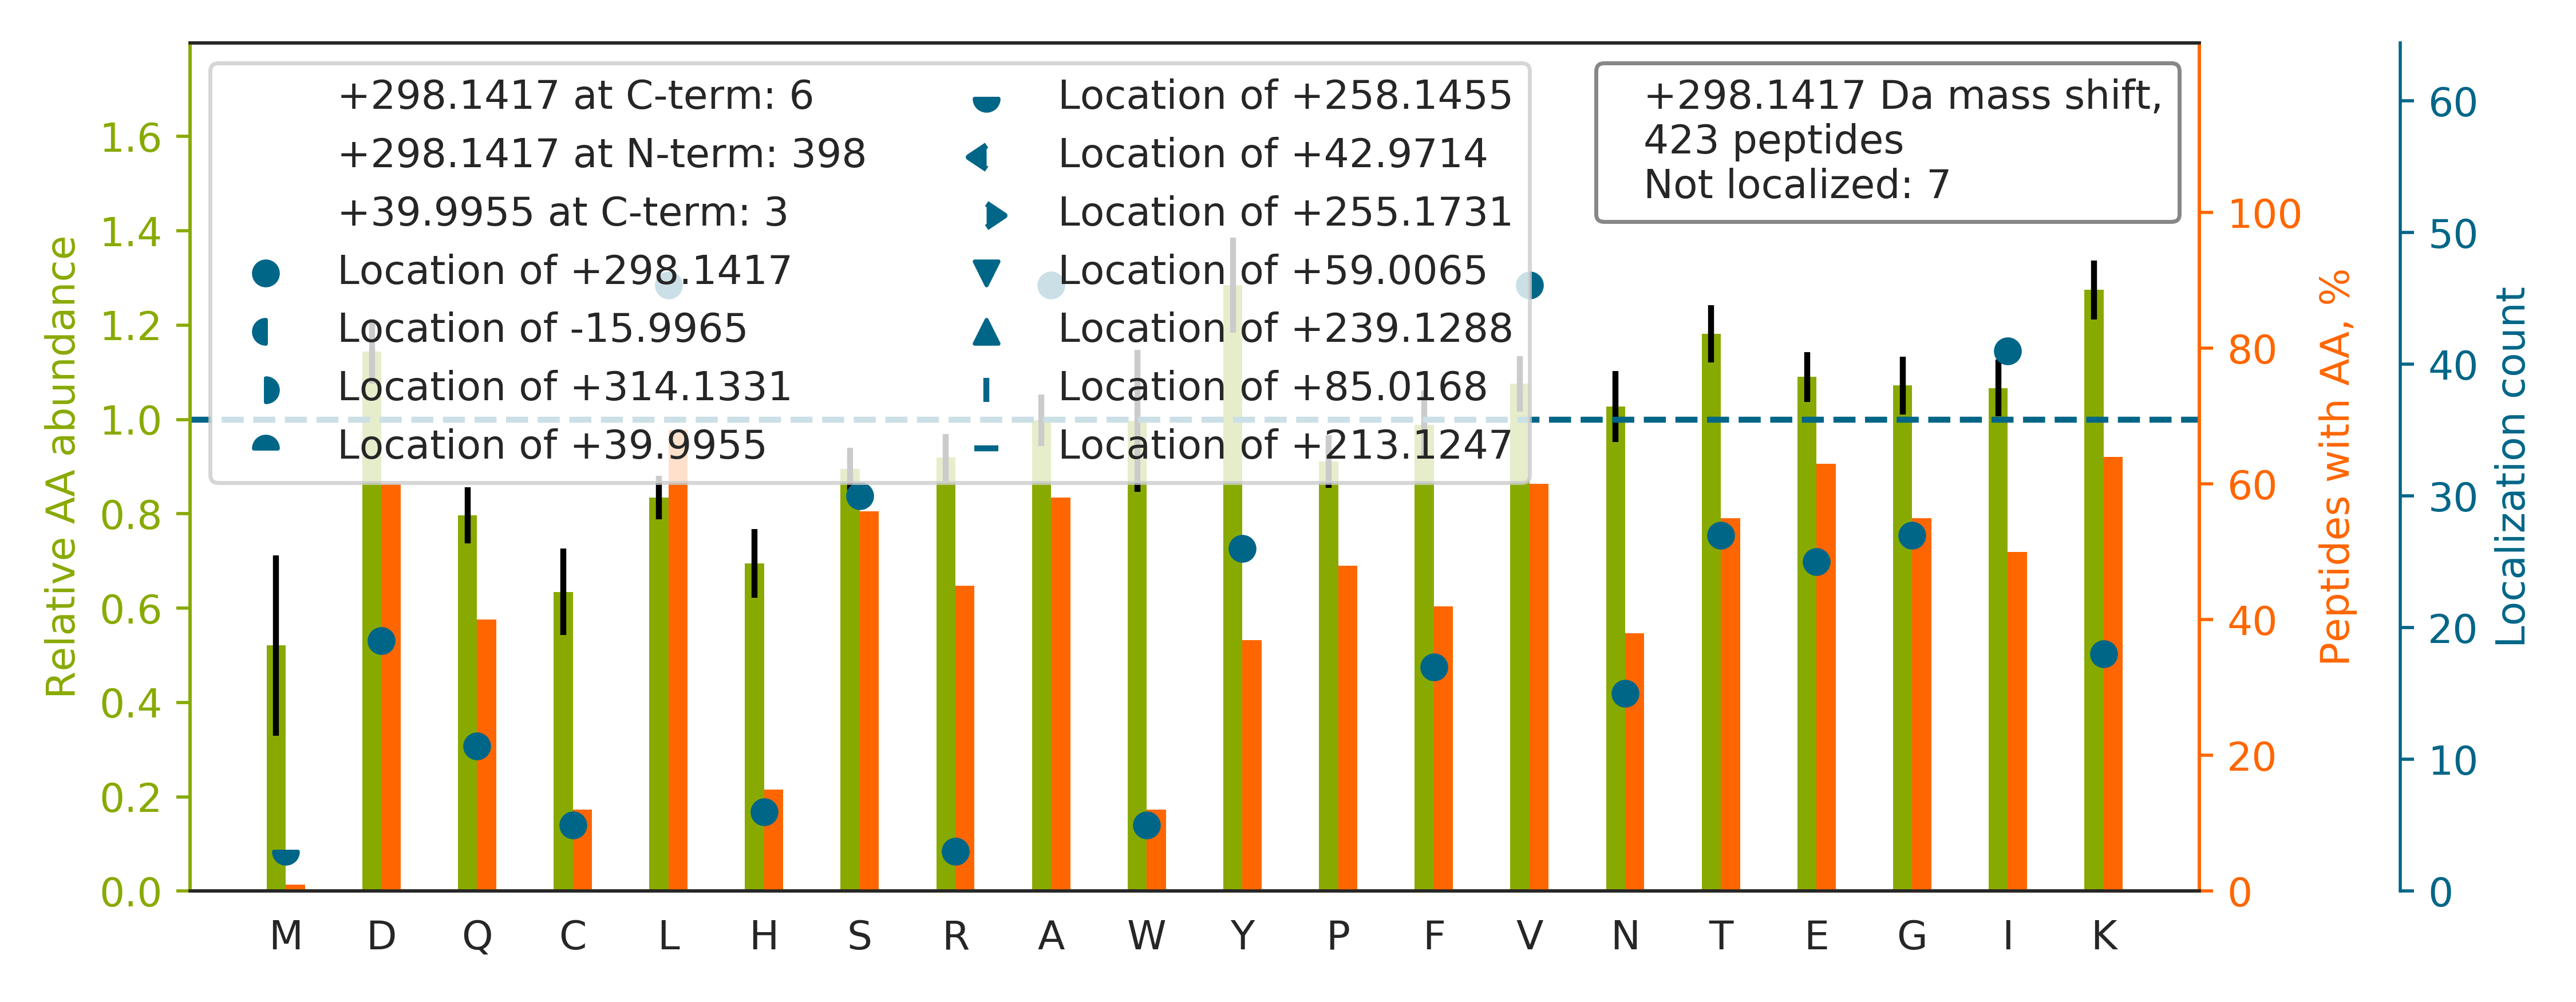 +298.1417 at C-term: 6
+298.1417 at N-term: 398
+39.9955 at C-term: 3
Location of +298.1417
Location of -15.9965
Location of +314.1331
Location of +39.9955
Location of +258.1455
Location of +42.9714
Location of +255.1731
Location of +59.0065
Location of +239.1288
Location of +85.0168
Location of +213.1247
+298.1417 Da mass shift,
423 peptides
Not localized: 7
Relative AA abundance
1.6
1.4
1.2
1.0
0.8
0.6
0.4
0.2
0.0
M D Q C L H S R A W Y P F V N T E G I K
100
80
60
40
20
0
Peptides with AA, %
60
50
40
30
20
10
0
Localization count